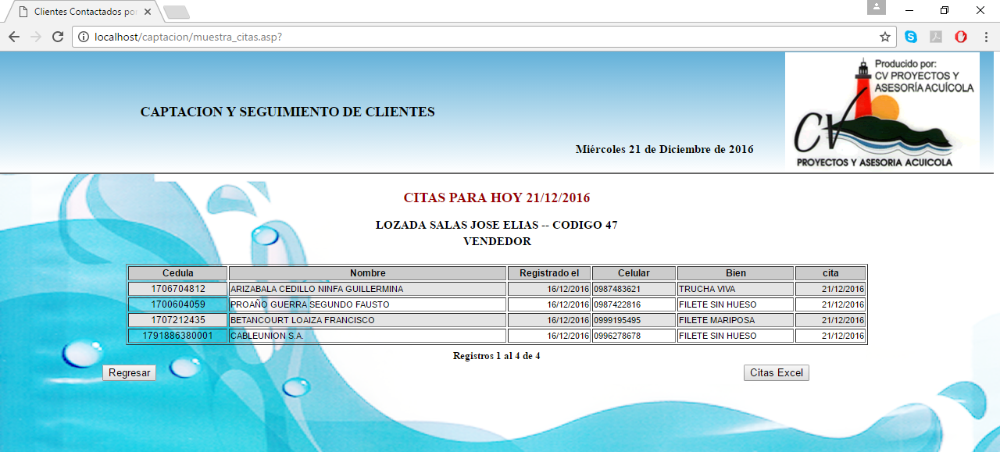 Clientes Contactados po
localhost/captacion/muestra_citas.asp?
Producido por:
CV PROYECTOS Y
ASESORÍA ACUÍCOLA
CV
PROYECTOS Y ASESORIA ACUICOLA
CAPTACION Y SEGUIMIENTO DE CLIENTES
Miércoles 21 de Diciembre de 2016
CITAS PARA HOY 21/12/2016
LOZADA SALAS JOSE ELIAS -- CODIGO 47
VENDEDOR
Cedula Nombre Registrado el Celular Bien cita
1706704812 ARIZABALA CEDILLO NINFA GUILLERMINA 16/12/2016 0987483621 TRUCHA VIVA 21/12/2016
1700604059 PROAÑO GUERRA SEGUNDO FAUSTO 16/12/2016 0987422816 FILETE SIN HUESO 21/12/2016
1707212435 BETANCOURT LOAIZA FRANCISCO 16/12/2016 0999195495 FILETE MARIPOSA 21/12/2016
1791886380001 CABLEUNION S.A. 16/12/2016 0996278678 FILETE SIN HUESO 21/12/2016
Registros 1 al 4 de 4
Regresar Citas Excel